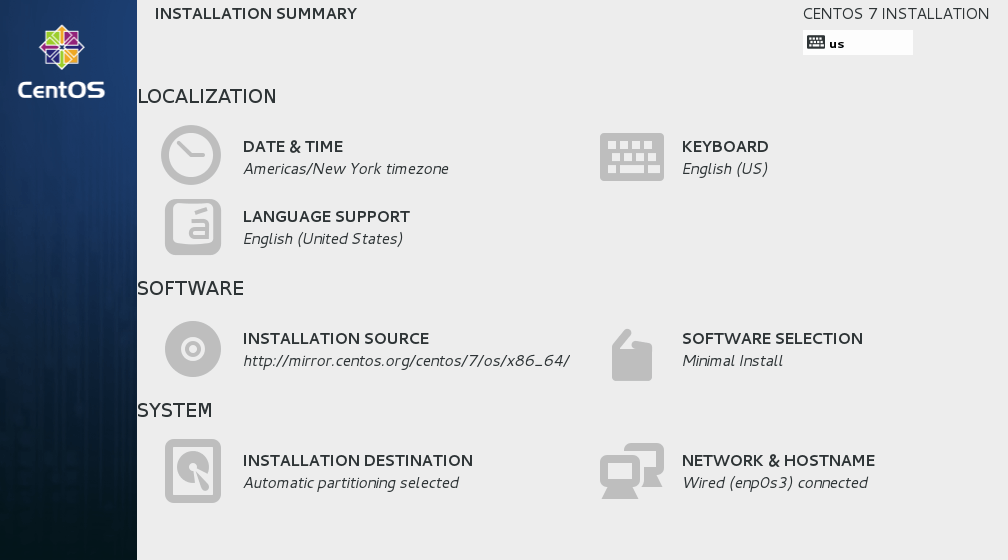 INSTALLATION SUMMARY
CENTOS 7 INSTALLATION
us
CentOS
LOCALIZATION
DATE & TIME
Americas/New York timezone
KEYBOARD
English (US)
LANGUAGE SUPPORT
English (United States)
á
SOFTWARE
INSTALLATION SOURCE
http://mirror.centos.org/centos/7/os/x86_64/
SOFTWARE SELECTION
Minimal Install
SYSTEM
INSTALLATION DESTINATION
Automatic partitioning selected
NETWORK & HOSTNAME
Wired (enp0s3) connected